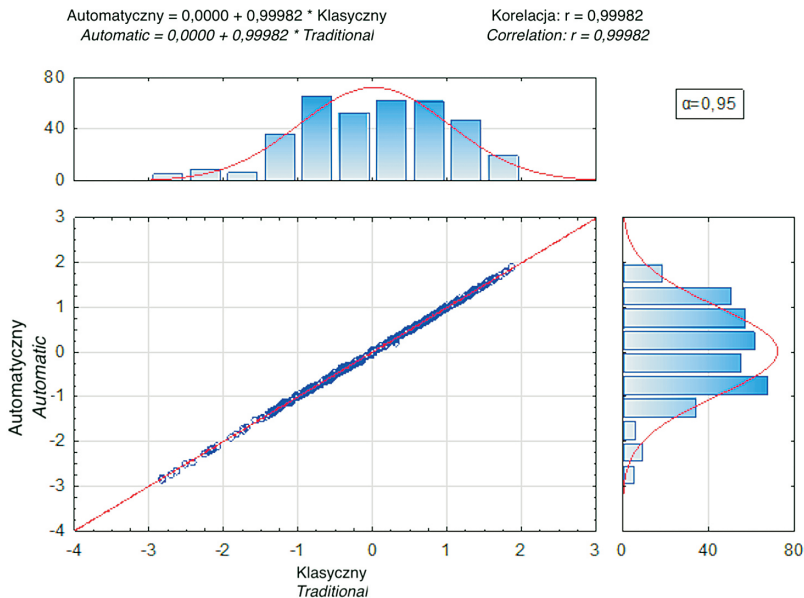 Automatyczny = 0,0000 + 0,99982 * Klasyczny
Automatic = 0,0000 + 0,99982 * Traditional
Korelacja: r = 0,99982
Correlation: r = 0,99982
80
40
0
α=0,95
3
2
1
0
-1
-2
-3
-4
Automatyczny
Automatic
-4
-3
-2
-1
0
1
2
3
0
40
80
Klasyczny
Traditional